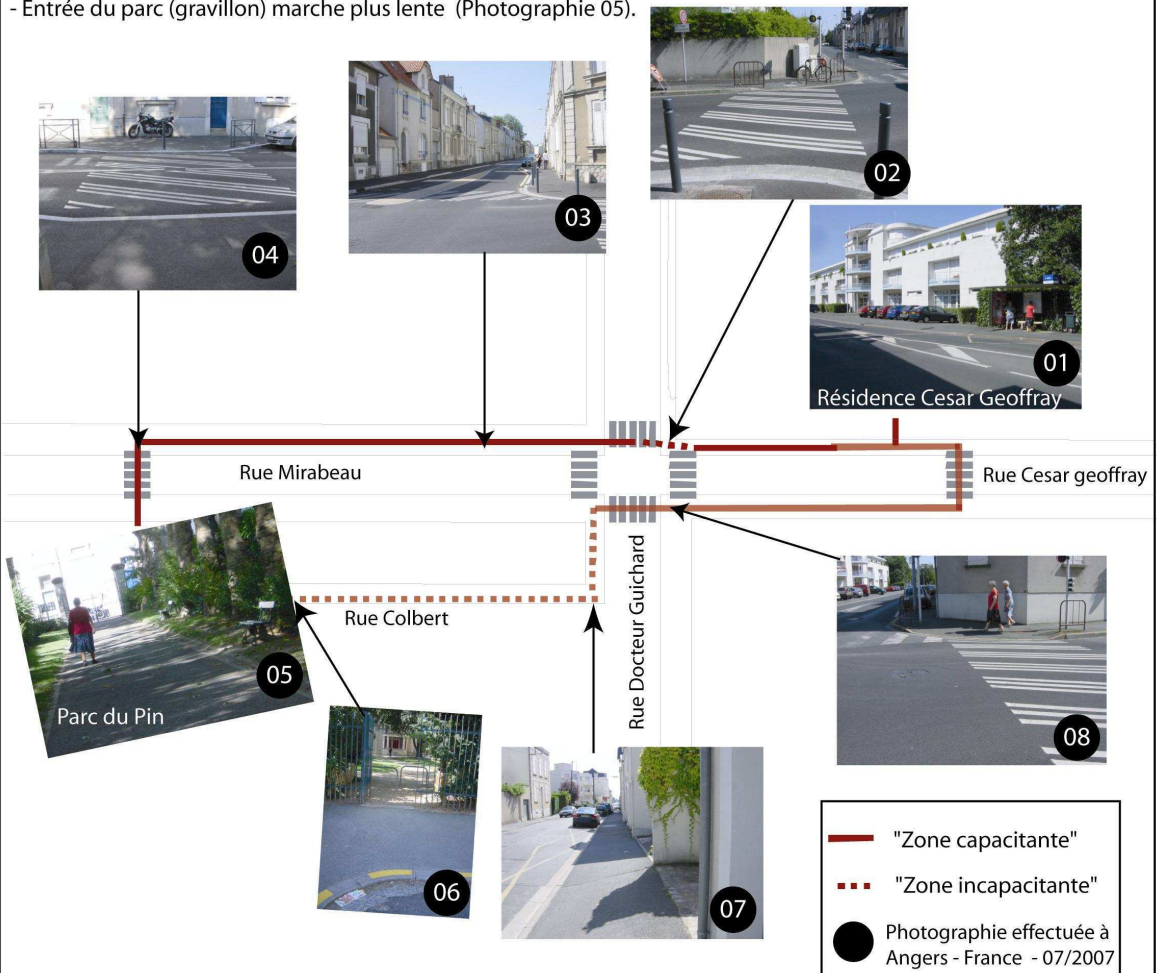 - Entrée du parc (gravillon) marche plus lente (Photographie 05).
04
03
02
01
Résidence Cesar Geoffray
Rue Mirabeau
Rue Cesar geoffray
Rue Docteur Guichard
Rue Colbert
05
Parc du Pin
06
07
08
"Zone capacitante"
"Zone incapacitante"
Photographie effectuée à
Angers - France - 07/2007